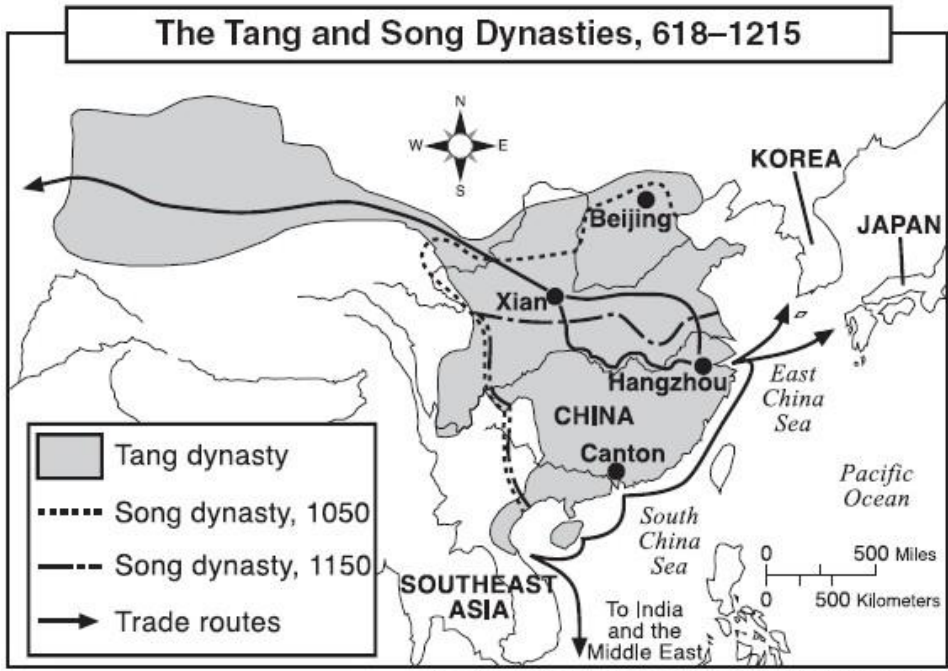 The Tang and Song Dynasties, 618–1215
N
W
E
S
KOREA
JAPAN
Beijing
Xian
Hangzhou
East
China
Sea
CHINA
Canton
Pacific
Ocean
South
China
Sea
SOUTHEAST
ASIA
To India
and the
Middle East
0 500 Miles
0 500 Kilometers
Tang dynasty
Song dynasty, 1050
Song dynasty, 1150
Trade routes